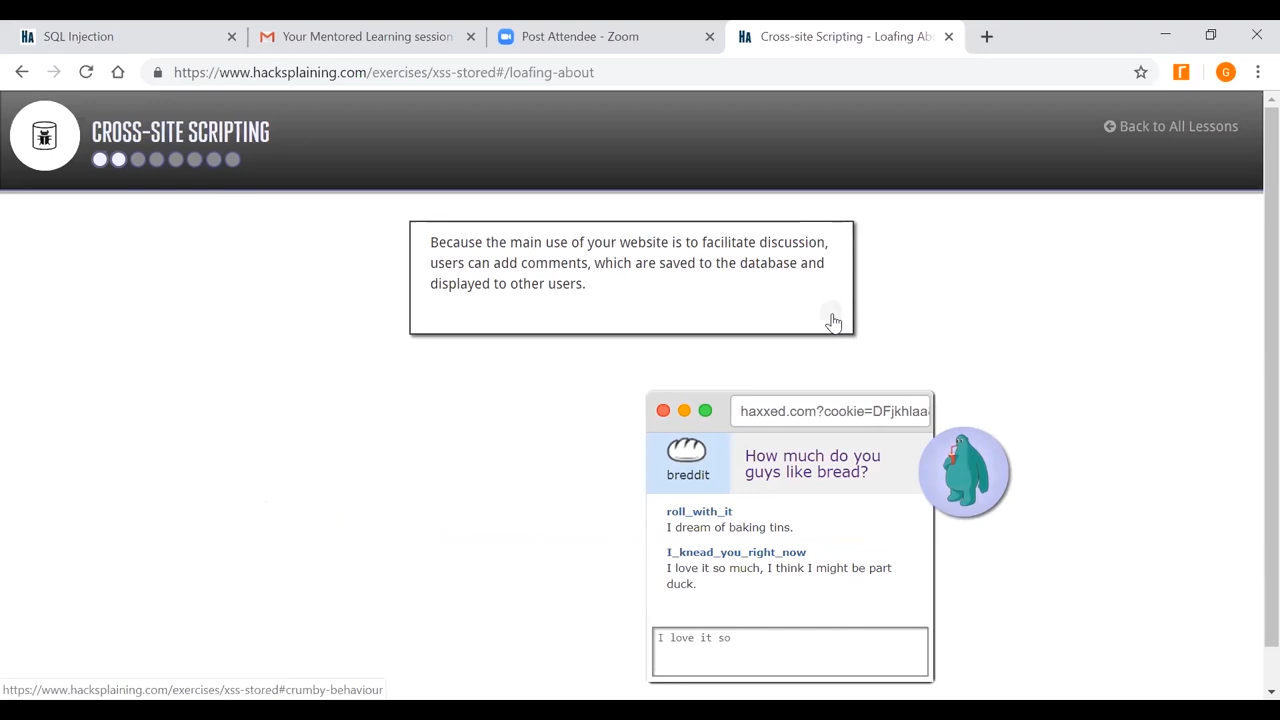 HA SQL Injection
Your Mentored Learning session
Post Attendee - Zoom
HA Cross-site Scripting - Loafing Abo
https://www.hacksplaining.com/exercises/xss-stored#/loafing-about
G
CROSS-SITE SCRIPTING
Back to All Lessons
Because the main use of your website is to facilitate discussion,
users can add comments, which are saved to the database and
displayed to other users.
haxxed.com?cookie=DFjkhlaa
breddit
How much do you
guys like bread?
roll_with_it
I dream of baking tins.
I_knead_you_right_now
I love it so much, I think I might be part
duck.
I love it so
https://www.hacksplaining.com/exercises/xss-stored#crumby-behaviour